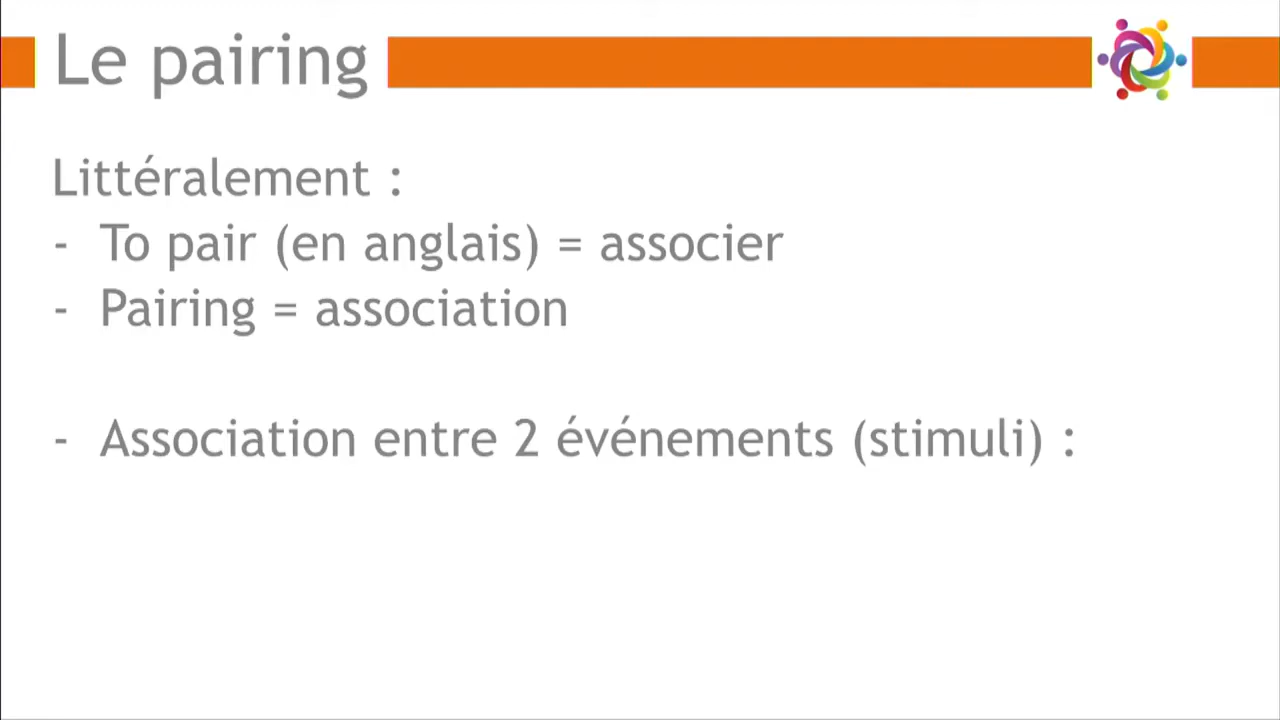 Le pairing
Littéralement :
- To pair (en anglais) = associer
- Pairing = association
- Association entre 2 événements (stimuli) :